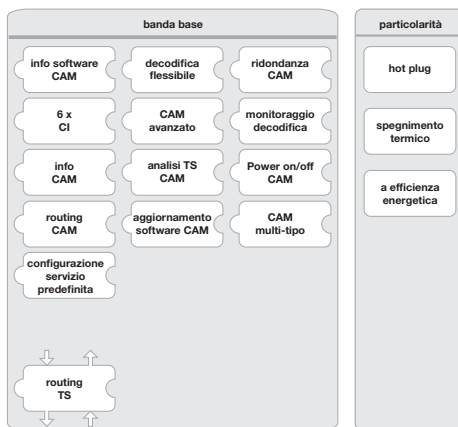 banda base
info software
CAM
decodifica
flessibile
ridondanza
CAM
6 x
CI
CAM
avanzato
monitoraggio
decodifica
info
CAM
analisi TS
CAM
Power on/off
CAM
routing
CAM
aggiornamento
software CAM
CAM
multi-tipo
configurazione
servizio
predefinita
routing
TS
particolarità
hot plug
spegnimento
termico
a efficienza
energetica